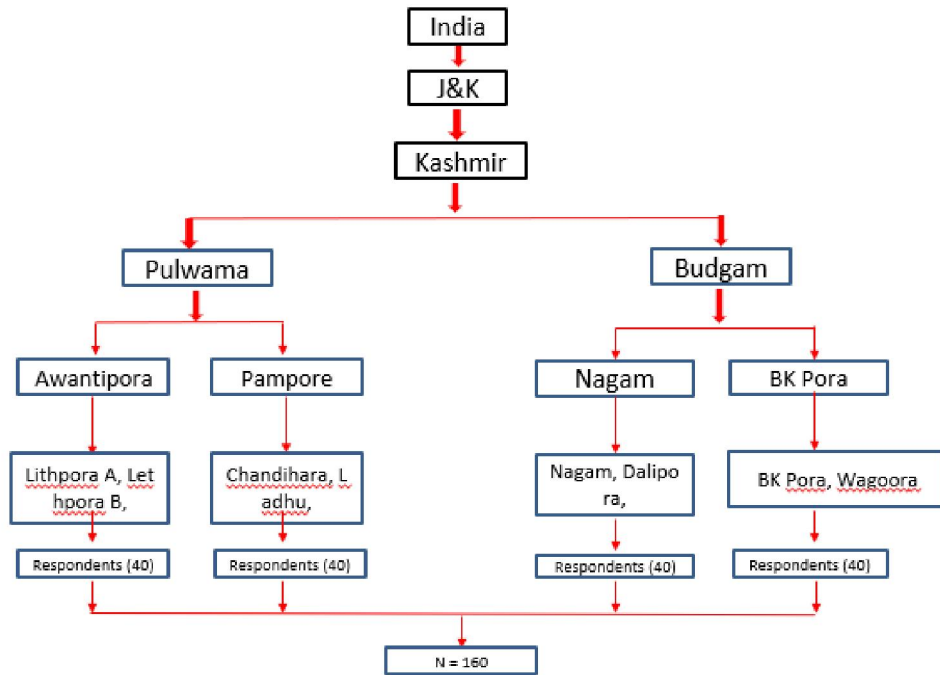 India
J&K
Kashmir
Pulwama
Budgam
Awantipora
Pampore
Nagam
BK Pora
Lithpora A, Let
hpora B,
Chandihara, L
adhu,
Nagam, Dalipo
ra,
BK Pora, Wagoora
Respondents (40)
Respondents (40)
Respondents (40)
Respondents (40)
N = 160